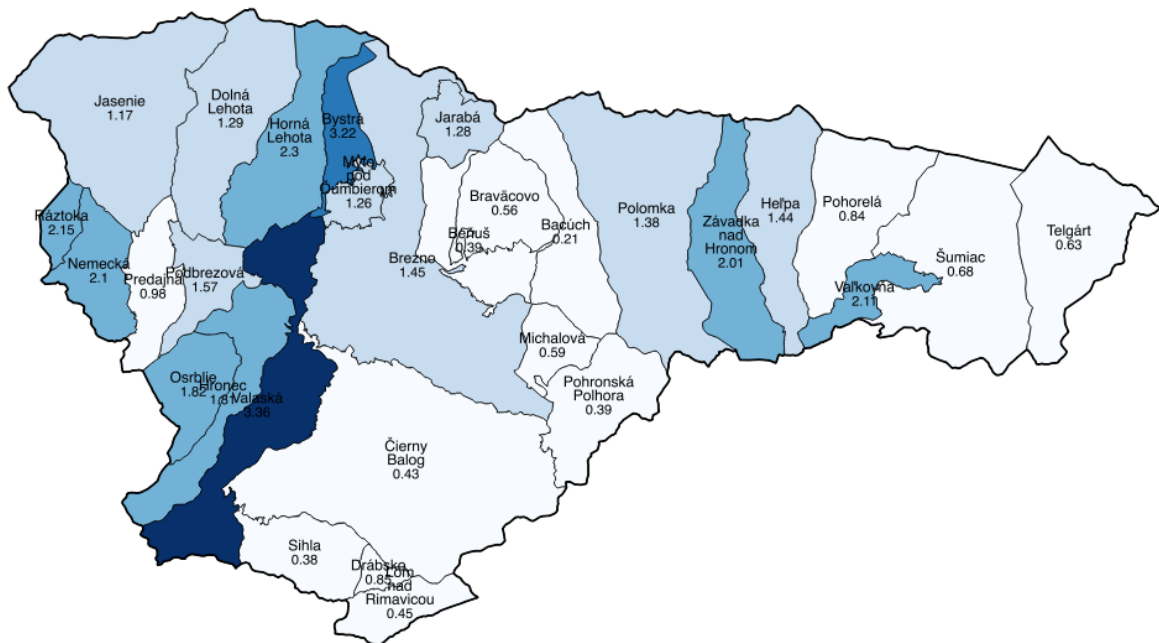 Jasenie
1.17
Dolná
Lehota
1.29
Horná
Lehota
2.3
Bystrá
3.22
Mýto
pod
Ďumbierom
1.26
Jarabá
1.28
Braväcovo
0.56
Beňuš
0.39
Bacúch
0.21
Brezno
1.45
Polomka
1.38
Závadka
nad
Hronom
2.01
Heľpa
1.44
Pohorelá
0.84
Vaľkovňa
2.11
Šumiac
0.68
Telgárt
0.63
Ráztoka
2.15
Nemecká
2.1
Predajná
0.98
Podbrezová
1.57
Osrblie
1.82
Hronec
1.81
Valaská
3.36
Michalová
0.59
Pohronská
Polhora
0.39
Čierny
Balog
0.43
Sihla
0.38
Drábsko
0.85
Lom
nad
Rimavicou
0.45